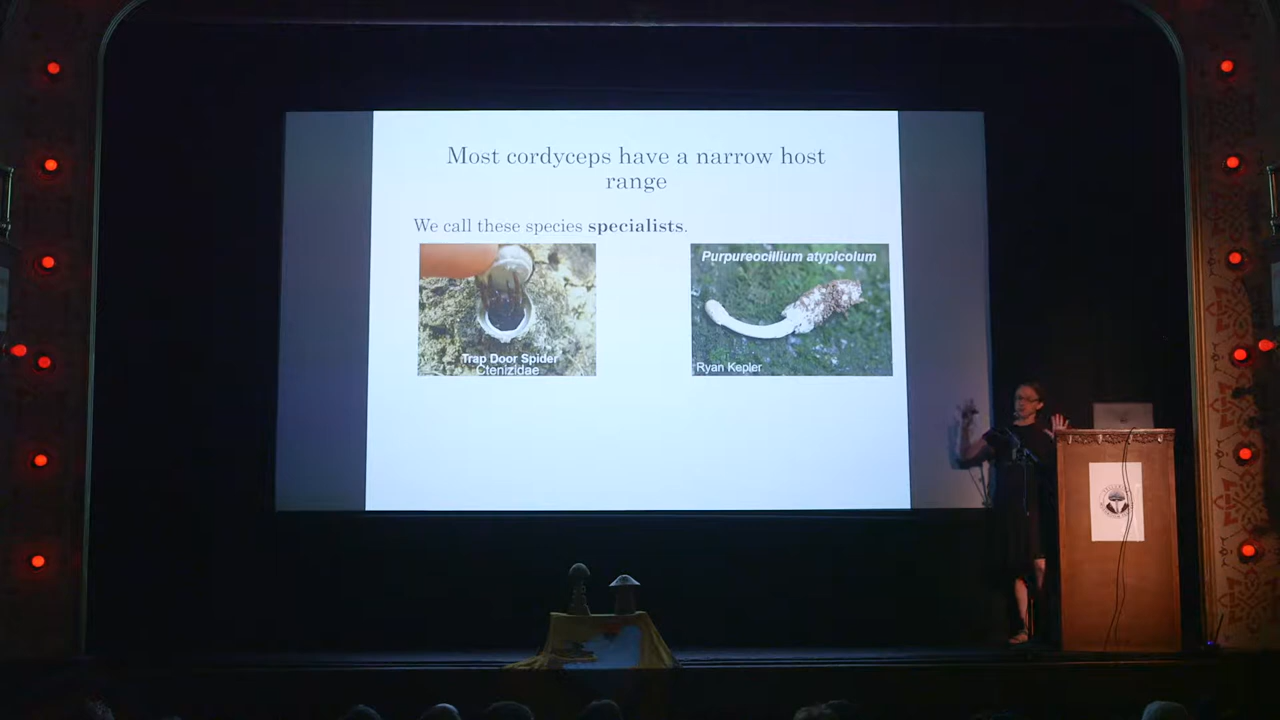 Most cordyceps have a narrow host
range
We call these species specialists.
Trap Door Spider
Ctenizidae
Purpureocillium atypicolum
Ryan Kepler